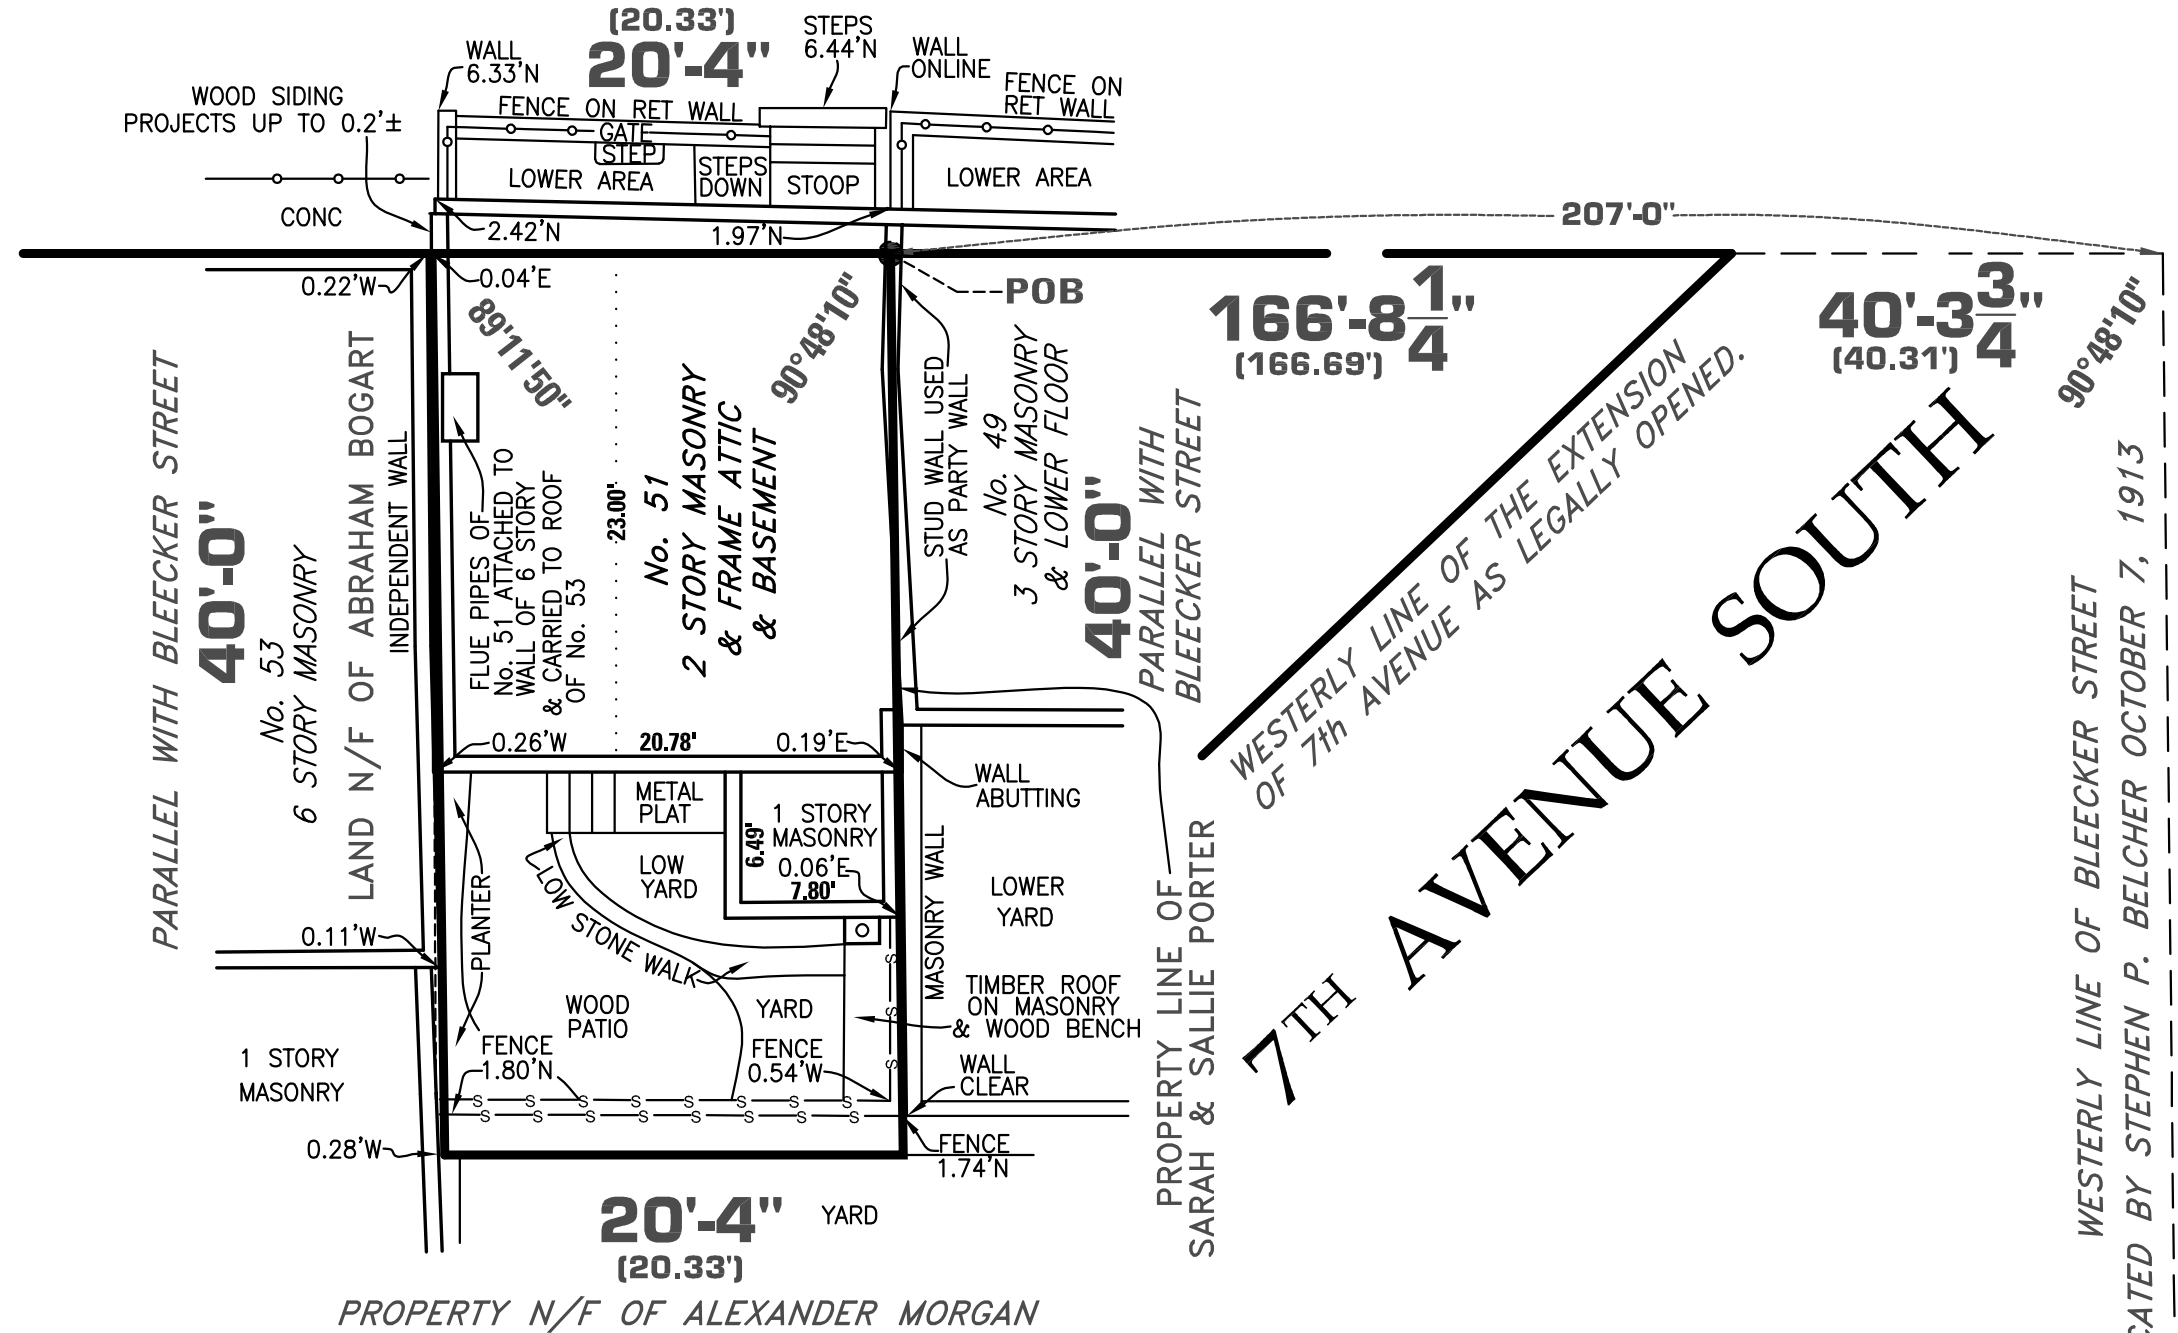 (20.33')
20'-4"
STEPS
6.44'N
WALL
6.33'N
WALL
ONLINE
FENCE ON
RET WALL
WOOD SIDING
PROJECTS UP TO 0.2'±
FENCE ON RET WALL
GATE
STEP
LOWER AREA
STEPS
DOWN
STOOP
LOWER AREA
CONC
2.42'N
1.97'N
207'-0"
0.22'W
0.04'E
POB
89°11'50"
90°48'10"
166'-8 1/4"
(166.69')
40'-3 3/4"
(40.31')
90°48'10"
PARALLEL WITH BLEECKER STREET
40'-0"
No. 53
6 STORY MASONRY
LAND N/F OF ABRAHAM BOGART
INDEPENDENT WALL
FLUE PIPES OF
No. 51 ATTACHED TO
WALL OF 6 STORY
& CARRIED TO ROOF
OF No. 53
23.00'
No. 51
2 STORY MASONRY
& FRAME ATTIC
& BASEMENT
STUD WALL USED
AS PARTY WALL
No. 49
3 STORY MASONRY
& LOWER FLOOR
40'-0"
PARALLEL WITH
BLEECKER STREET
WESTERLY LINE OF THE EXTENSION
OF 7th AVENUE AS LEGALLY OPENED.
7TH AVENUE SOUTH
WESTERLY LINE OF BLEECKER STREET
CATED BY STEPHEN P. BELCHER OCTOBER 7, 1913
0.26'W
20.78'
0.19'E
METAL
PLAT
1 STORY
MASONRY
6.49'
0.06'E
7.80'
WALL
ABUTTING
MASONRY WALL
LOW
YARD
LOWER
YARD
PLANTER
LOW STONE WALK
0.11'W
WOOD
PATIO
YARD
TIMBER ROOF
ON MASONRY
& WOOD BENCH
PROPERTY LINE OF
SARAH & SALLIE PORTER
1 STORY
MASONRY
FENCE
1.80'N
FENCE
0.54'W
WALL
CLEAR
S S S S S S S S
S S S S S S S S
S
S
S
0.28'W
FENCE
1.74'N
20'-4"
(20.33')
YARD
PROPERTY N/F OF ALEXANDER MORGAN